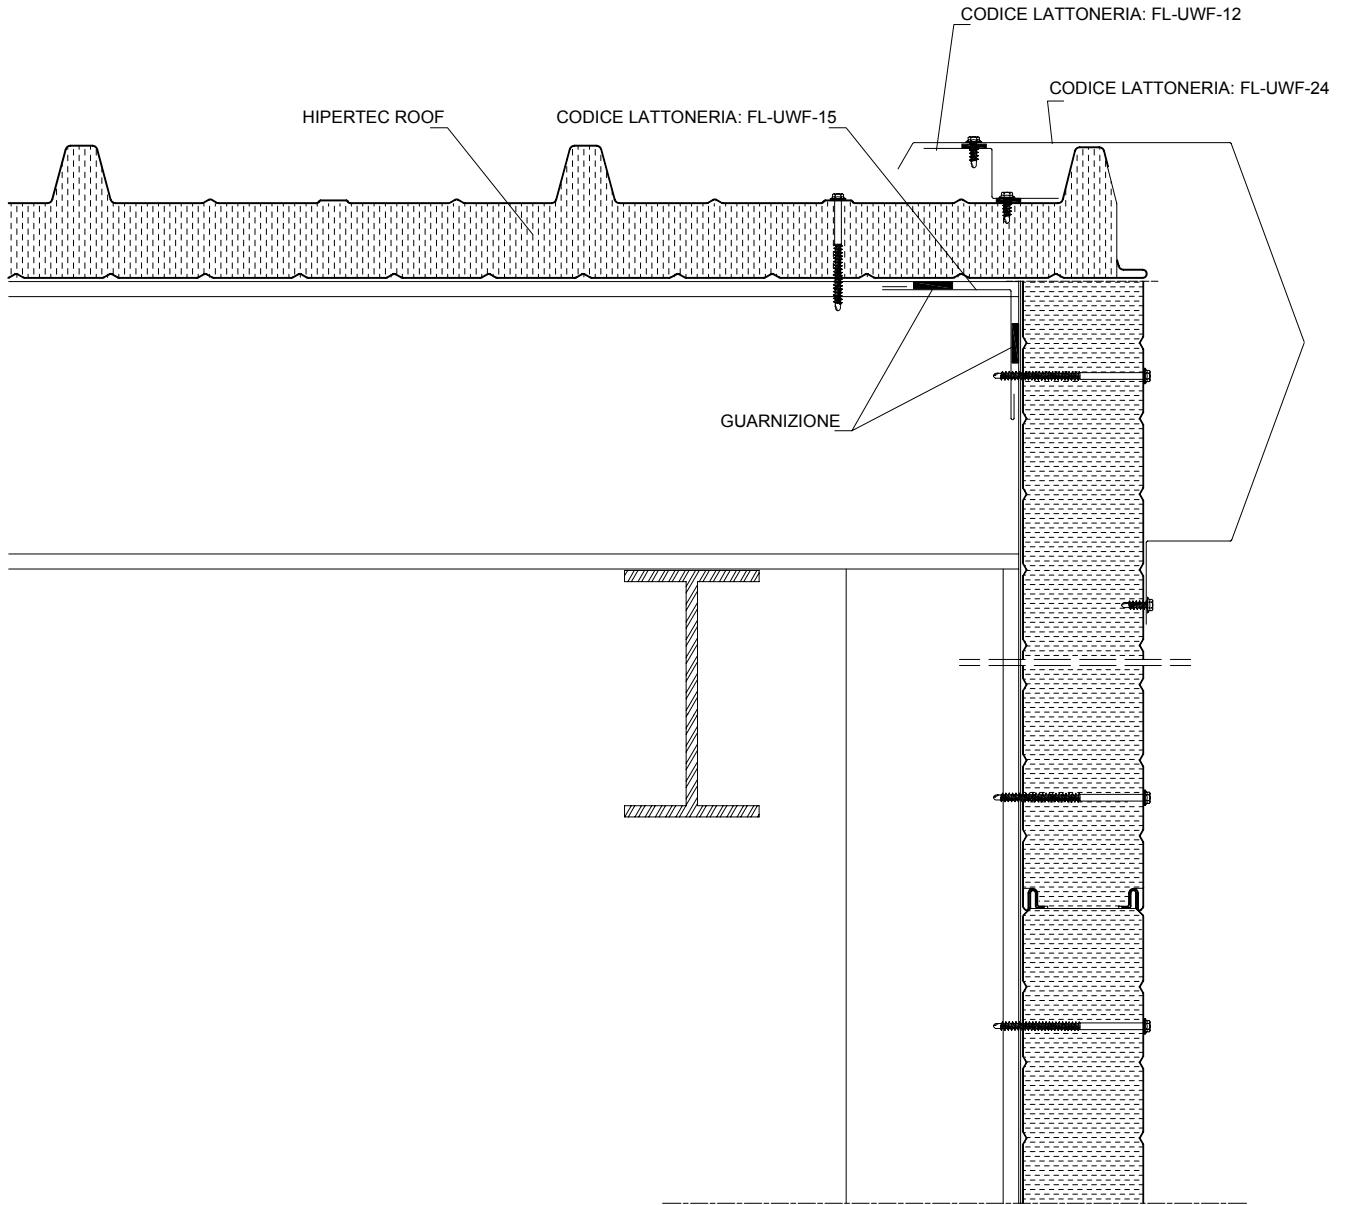 CODICE LATTONERIA: FL-UWF-12
CODICE LATTONERIA: FL-UWF-24
HIPERTEC ROOF
CODICE LATTONERIA: FL-UWF-15
GUARNIZIONE